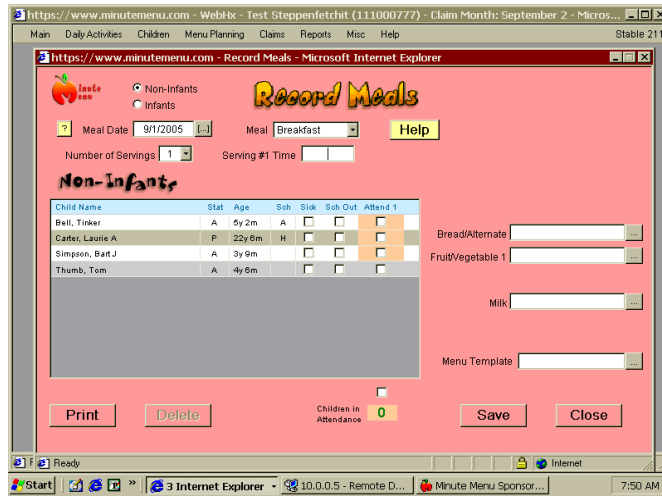 https://www.minutemenu.com - WebHx - Test Steppenfetchit (111000777) - Claim Month: September 2 - Micros...
Main Daily Activities Children Menu Planning Claims Reports Misc Help Stable 211
https://www.minutemenu.com - Record Meals - Microsoft Internet Explorer
Minute Menu
Non-Infants
Infants
Record Meals
? Meal Date 9/1/2005 [...] Meal Breakfast Help
Number of Servings 1 Serving #1 Time
Non-Infants
Child Name Stat Age Sch Sick Sch Out Attend 1
Bell, Tinker A 5y 2m A
Carter, Laurie A P 22y 6m H
Simpson, Bart J A 3y 9m
Thumb, Tom A 4y 6m
Bread/Alternate ...
Fruit/Vegetable 1 ...
Milk ...
Menu Template ...
Print Delete Children in Attendance 0 Save Close
F Ready Internet
Start » 3 Internet Explorer 10.0.0.5 - Remote D... Minute Menu Sponsor... 7:50 AM